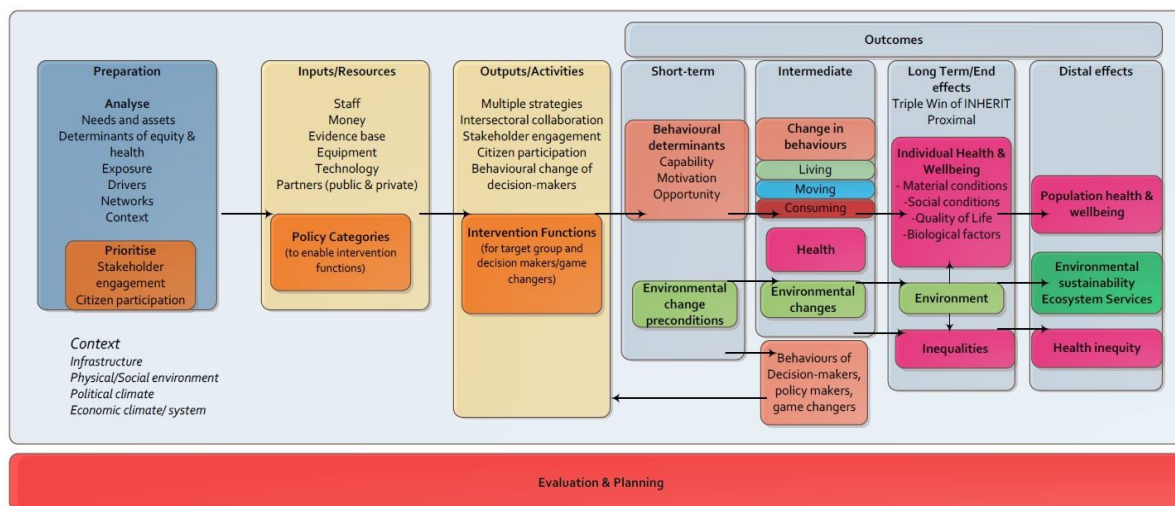 Outcomes
Preparation
Analyse
Needs and assets
Determinants of equity &
health
Exposure
Drivers
Networks
Context
Prioritise
Stakeholder
engagement
Citizen participation
Context
Infrastructure
Physical/Social environment
Political climate
Economic climate/ system
Inputs/Resources
Staff
Money
Evidence base
Equipment
Technology
Partners (public & private)
Policy Categories
(to enable intervention
functions)
Outputs/Activities
Multiple strategies
Intersectoral collaboration
Stakeholder engagement
Citizen participation
Behavioural change of
decision-makers
Intervention Functions
(for target group and
decision makers/game
changers)
Short-term
Behavioural
determinants
Capability
Motivation
Opportunity
Environmental
change
preconditions
Intermediate
Change in
behaviours
Living
Moving
Consuming
Health
Environmental
changes
Behaviours of
Decision-makers,
policy makers,
game changers
Long Term/End
effects
Triple Win of INHERIT
Proximal
Individual Health &
Wellbeing
- Material conditions
-Social conditions
-Quality of Life
-Biological factors
Environment
Inequalities
Distal effects
Population health &
wellbeing
Environmental
sustainability
Ecosystem Services
Health inequity
Evaluation & Planning